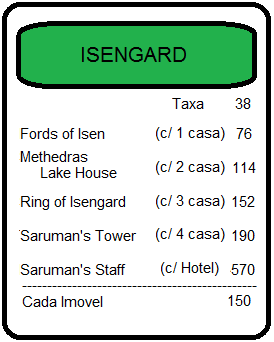 ISENGARD
Taxa 38
Fords of Isen (c/ 1 casa) 76
Methedras
Lake House (c/ 2 casa) 114
Ring of Isengard (c/ 3 casa) 152
Saruman's Tower (c/ 4 casa) 190
Saruman's Staff (c/ Hotel) 570
Cada Imovel 150